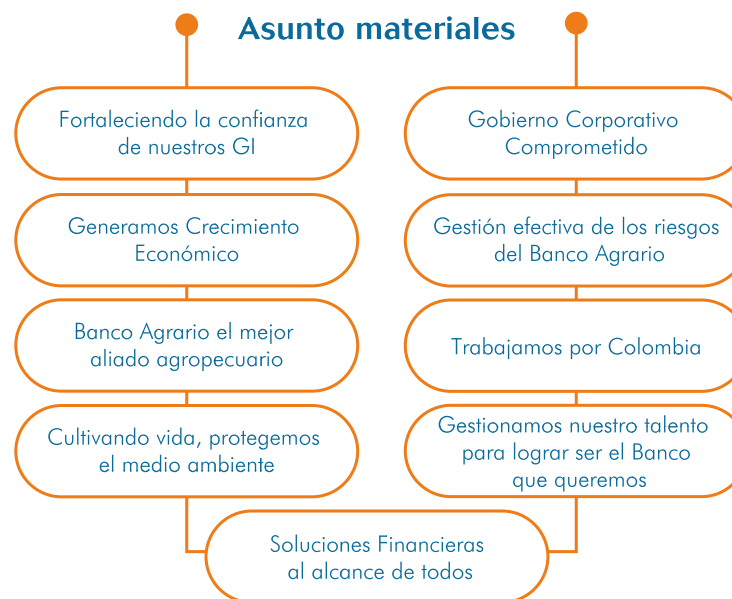 Asunto materiales
Fortaleciendo la confianza
de nuestros GI
Generamos Crecimiento
Económico
Banco Agrario el mejor
aliado agropecuario
Cultivando vida, protegemos
el medio ambiente
Gobierno Corporativo
Comprometido
Gestión efectiva de los riesgos
del Banco Agrario
Trabajamos por Colombia
Gestionamos nuestro talento
para lograr ser el Banco
que queremos
Soluciones Financieras
al alcance de todos